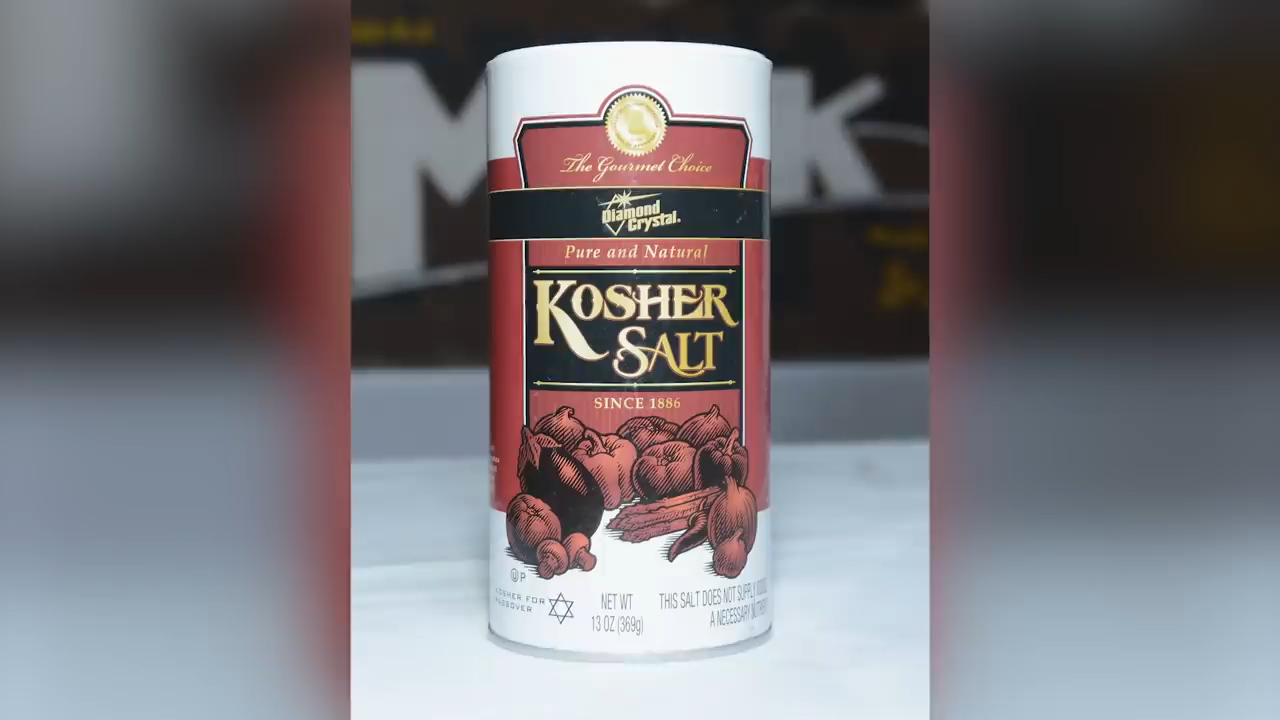 The Gourmet Choice
Diamond
Crystal.
Pure and Natural
KOSHER
SALT
SINCE 1886
U P
KOSHER FOR
PASSOVER
NET WT
13 OZ (369g)
THIS SALT DOES NOT SUPPLY
A NECESSARY